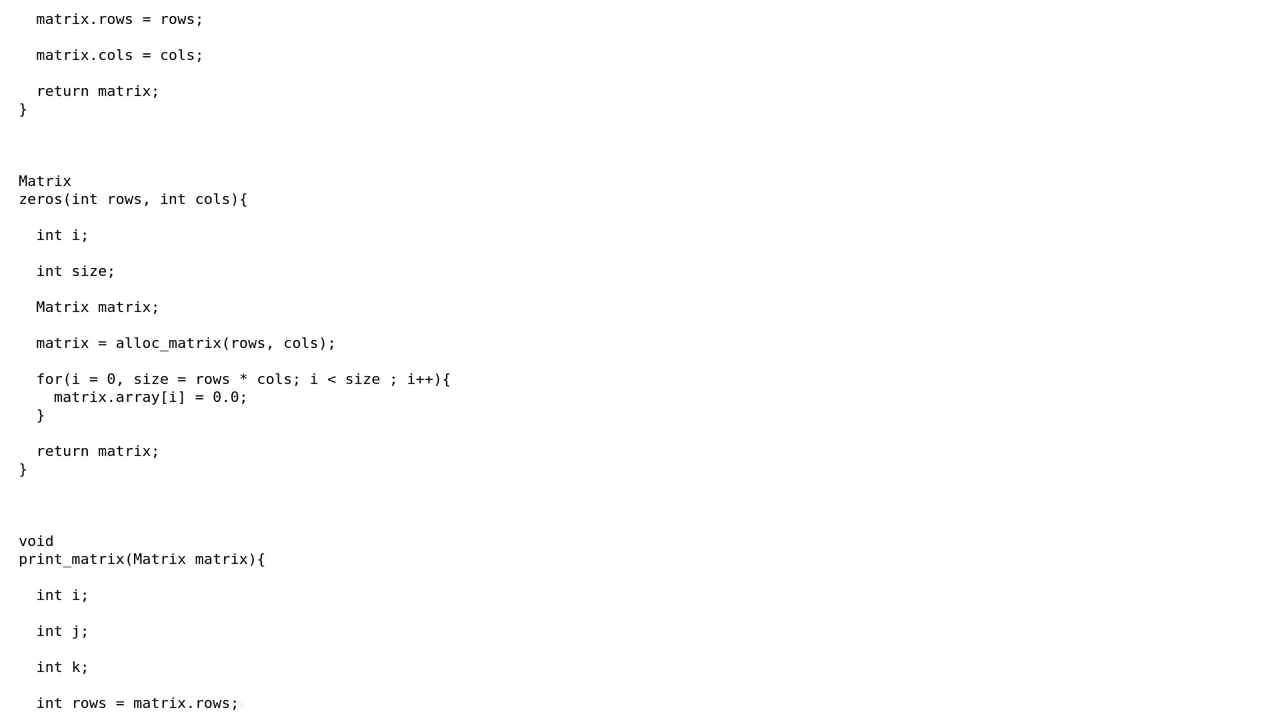 matrix.rows = rows;
matrix.cols = cols;
return matrix;
}
Matrix
zeros(int rows, int cols){
int i;
int size;
Matrix matrix;
matrix = alloc_matrix(rows, cols);
for(i = 0, size = rows * cols; i < size ; i++){
matrix.array[i] = 0.0;
}
return matrix;
}
void
print_matrix(Matrix matrix){
int i;
int j;
int k;
int rows = matrix.rows;